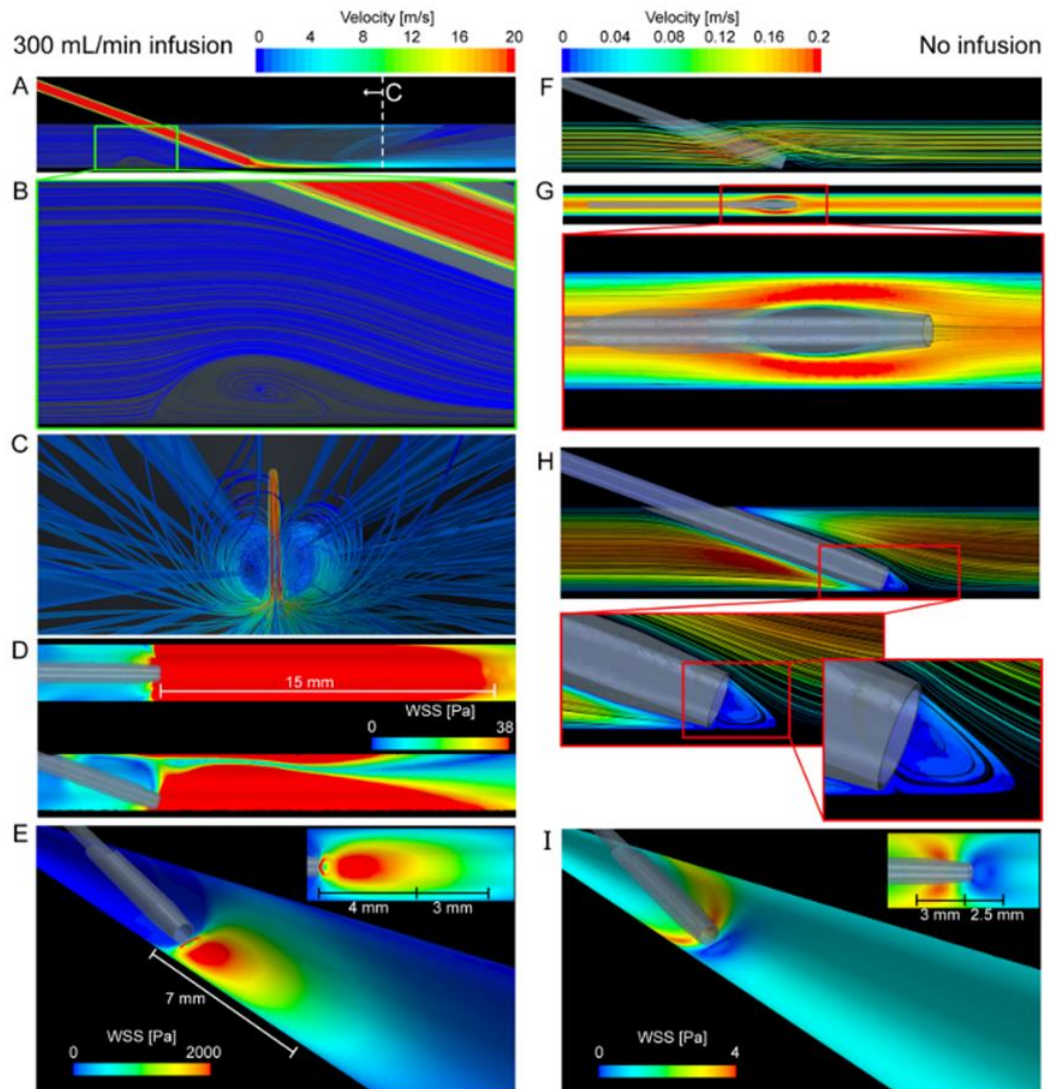 300 mL/min infusion
Velocity [m/s]
0 4 8 12 16 20
Velocity [m/s]
0 0.04 0.08 0.12 0.16 0.2
No infusion
A
C
B
C
D
15 mm
WSS [Pa]
0 38
E
4 mm 3 mm
7 mm
WSS [Pa]
0 2000
F
G
H
I
3 mm 2.5 mm
WSS [Pa]
0 4